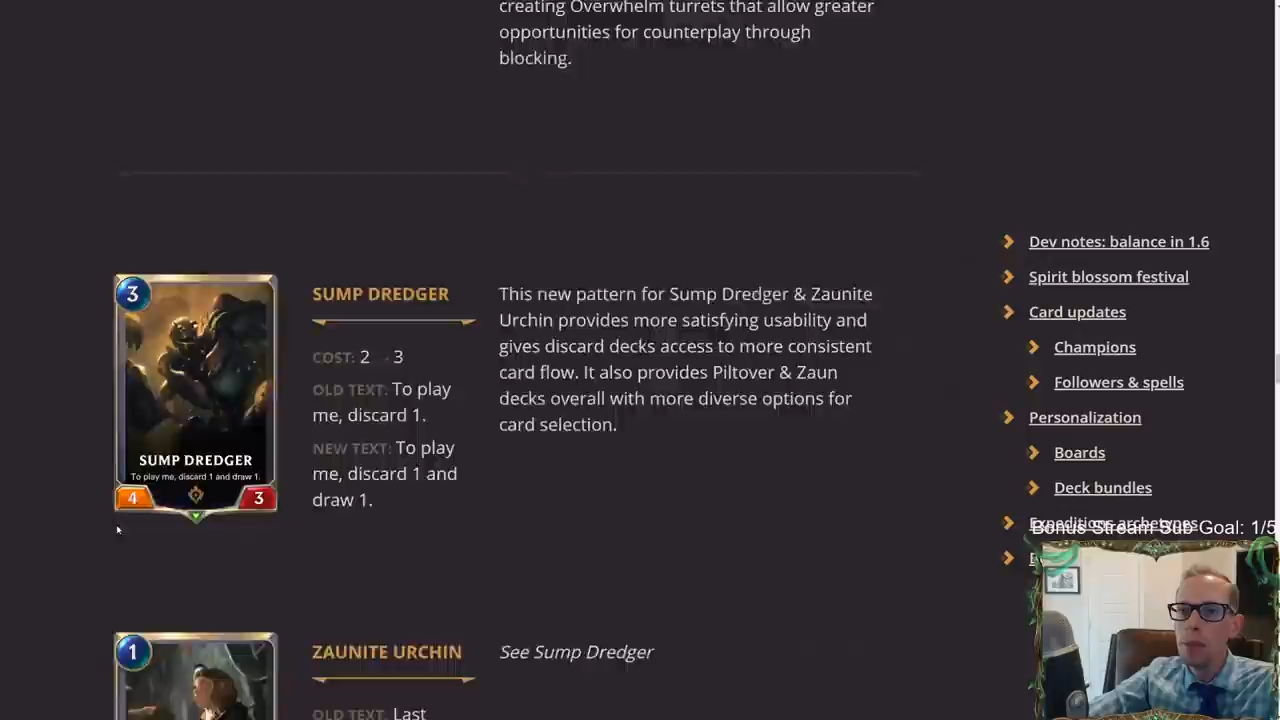 creating Overwhelm turrets that allow greater
opportunities for counterplay through
blocking.
3
SUMP DREDGER
To play me, discard 1 and draw 1.
4
3
SUMP DREDGER
COST: 2 3
OLD TEXT: To play
me, discard 1.
NEW TEXT: To play
me, discard 1 and
draw 1.
This new pattern for Sump Dredger & Zaunite
Urchin provides more satisfying usability and
gives discard decks access to more consistent
card flow. It also provides Piltover & Zaun
decks overall with more diverse options for
card selection.
1
ZAUNITE URCHIN
OLD TEXT: Last
See Sump Dredger
Dev notes: balance in 1.6
Spirit blossom festival
Card updates
Champions
Followers & spells
Personalization
Boards
Deck bundles
Expeditions archetypes
Bonus Stream Sub Goal: 1/5